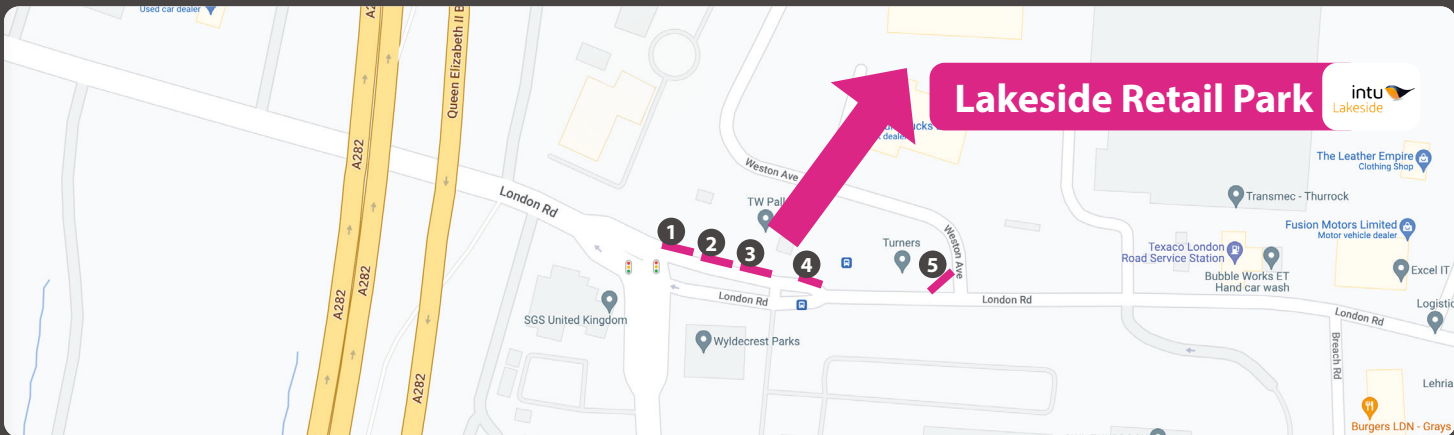 Used car dealer
A282
Queen Elizabeth II B
A282
A282
A282
A282
A282
London Rd
Weston Ave
TW Pall
Lakeside Retail Park
intu
Lakeside
The Leather Empire
Clothing Shop
Transmec - Thurrock
Fusion Motors Limited
Motor vehicle dealer
Texaco London
Road Service Station
Bubble Works ET
Hand car wash
Excel IT
Logistic
1
2
3
4
5
Turners
Weston Ave
London Rd
London Rd
London Rd
SGS United Kingdom
Wyldecrest Parks
Breach Rd
Lehria
Burgers LDN - Grays